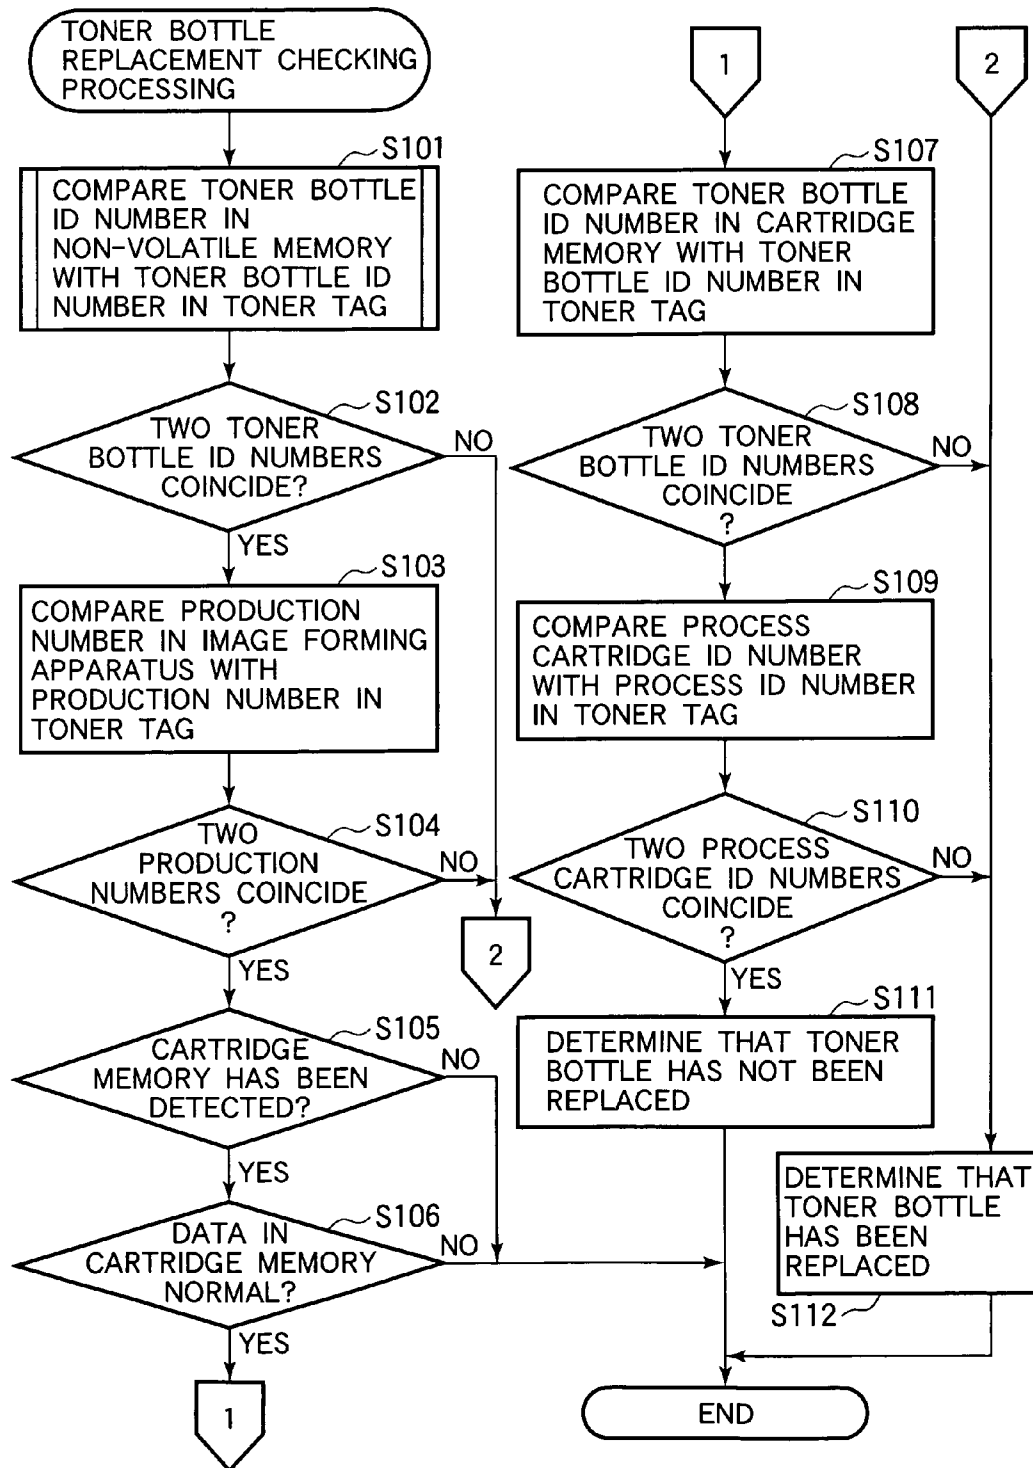 TONER BOTTLE
REPLACEMENT CHECKING
PROCESSING
S101
COMPARE TONER BOTTLE
ID NUMBER IN
NON-VOLATILE MEMORY
WITH TONER BOTTLE ID
NUMBER IN TONER TAG
S102
TWO TONER
BOTTLE ID NUMBERS
COINCIDE?
NO
YES
S103
COMPARE PRODUCTION
NUMBER IN IMAGE FORMING
APPARATUS WITH
PRODUCTION NUMBER IN
TONER TAG
S104
TWO
PRODUCTION
NUMBERS COINCIDE
?
NO
2
YES
S105
CARTRIDGE
MEMORY HAS BEEN
DETECTED?
NO
YES
S106
DATA IN
CARTRIDGE MEMORY
NORMAL?
NO
YES
1
1
2
S107
COMPARE TONER BOTTLE
ID NUMBER IN CARTRIDGE
MEMORY WITH TONER
BOTTLE ID NUMBER IN
TONER TAG
S108
TWO TONER
BOTTLE ID NUMBERS
COINCIDE
?
NO
S109
COMPARE PROCESS
CARTRIDGE ID NUMBER
WITH PROCESS ID NUMBER
IN TONER TAG
S110
TWO PROCESS
CARTRIDGE ID NUMBERS
COINCIDE
?
NO
YES
S111
DETERMINE THAT TONER
BOTTLE HAS NOT BEEN
REPLACED
DETERMINE THAT
TONER BOTTLE
HAS BEEN
REPLACED
S112
END